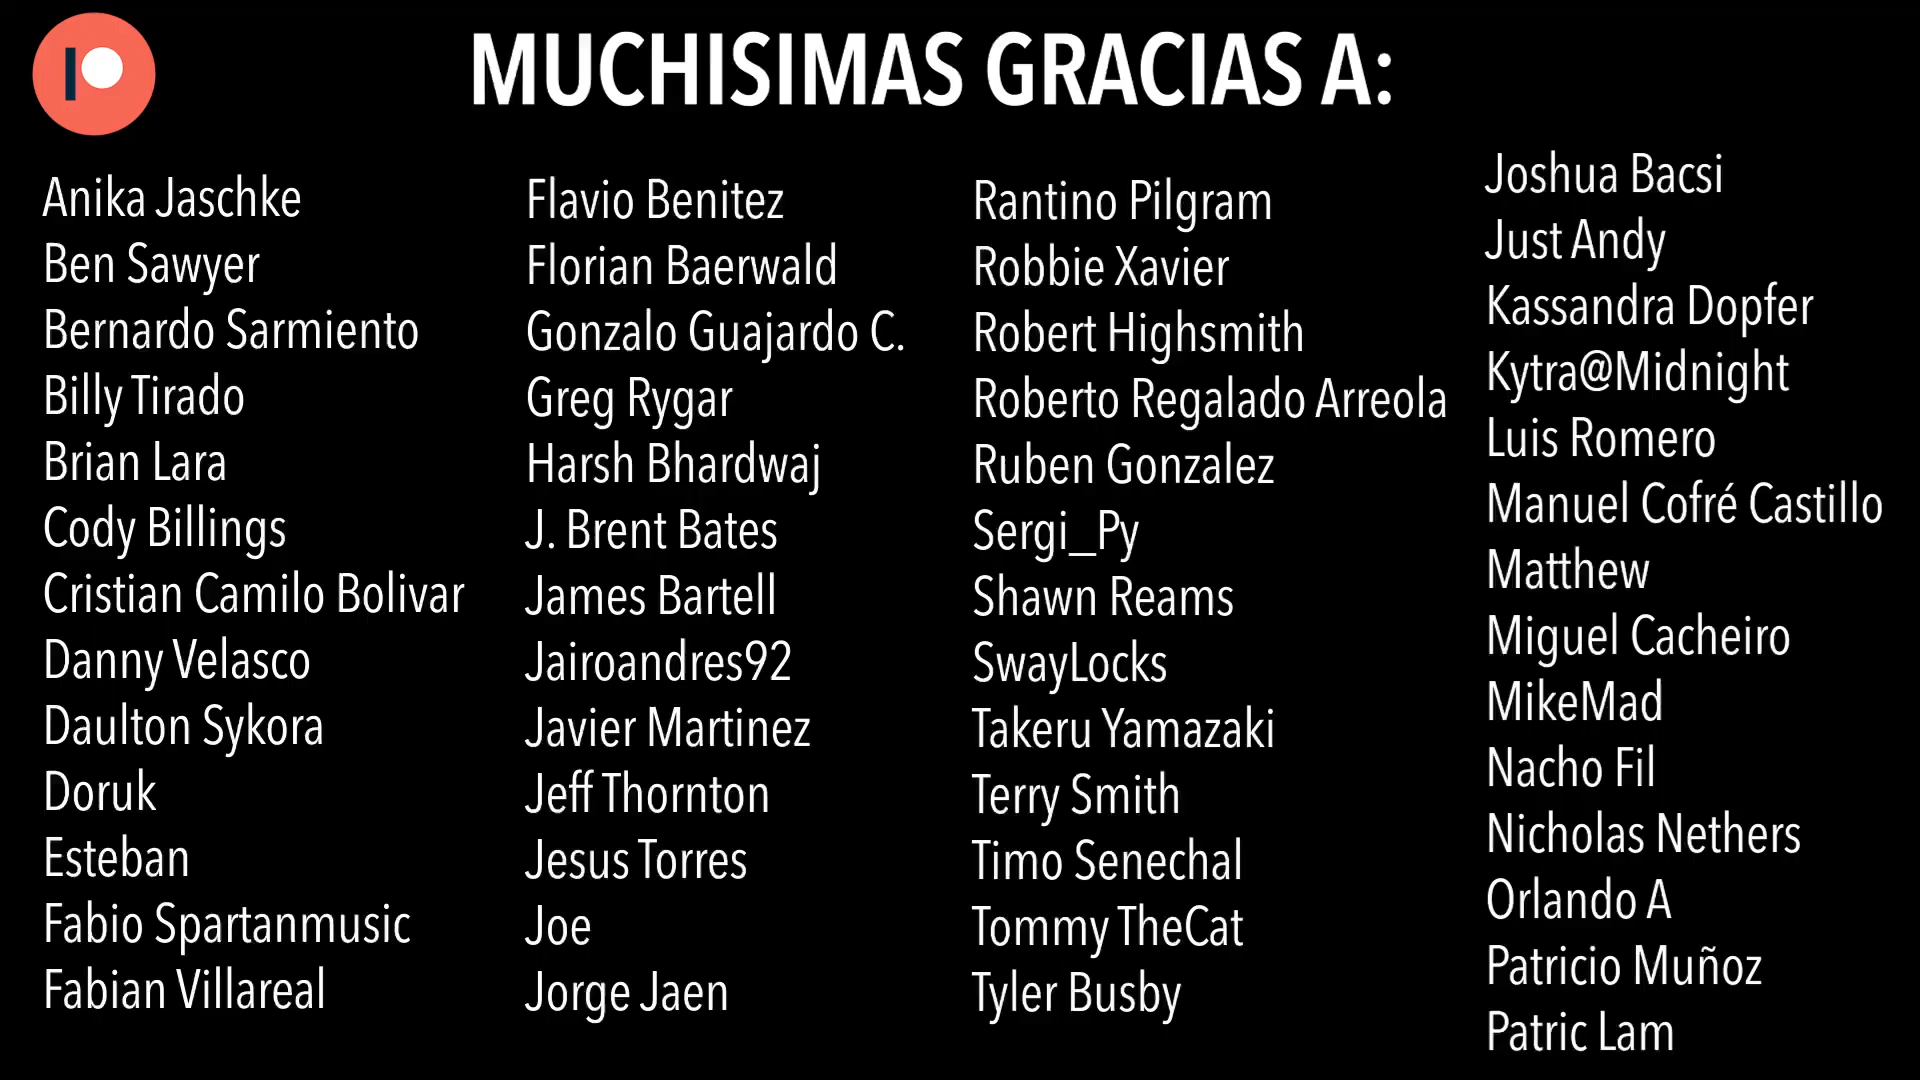 MUCHISIMAS GRACIAS A:
Anika Jaschke
Ben Sawyer
Bernardo Sarmiento
Billy Tirado
Brian Lara
Cody Billings
Cristian Camilo Bolivar
Danny Velasco
Daulton Sykora
Doruk
Esteban
Fabio Spartanmusic
Fabian Villareal
Flavio Benitez
Florian Baerwald
Gonzalo Guajardo C.
Greg Rygar
Harsh Bhardwaj
J. Brent Bates
James Bartell
Jairoandres92
Javier Martinez
Jeff Thornton
Jesus Torres
Joe
Jorge Jaen
Rantino Pilgram
Robbie Xavier
Robert Highsmith
Roberto Regalado Arreola
Ruben Gonzalez
Sergi_Py
Shawn Reams
SwayLocks
Takeru Yamazaki
Terry Smith
Timo Senechal
Tommy TheCat
Tyler Busby
Joshua Bacsi
Just Andy
Kassandra Dopfer
Kytra@Midnight
Luis Romero
Manuel Cofré Castillo
Matthew
Miguel Cacheiro
MikeMad
Nacho Fil
Nicholas Nethers
Orlando A
Patricio Muñoz
Patric Lam